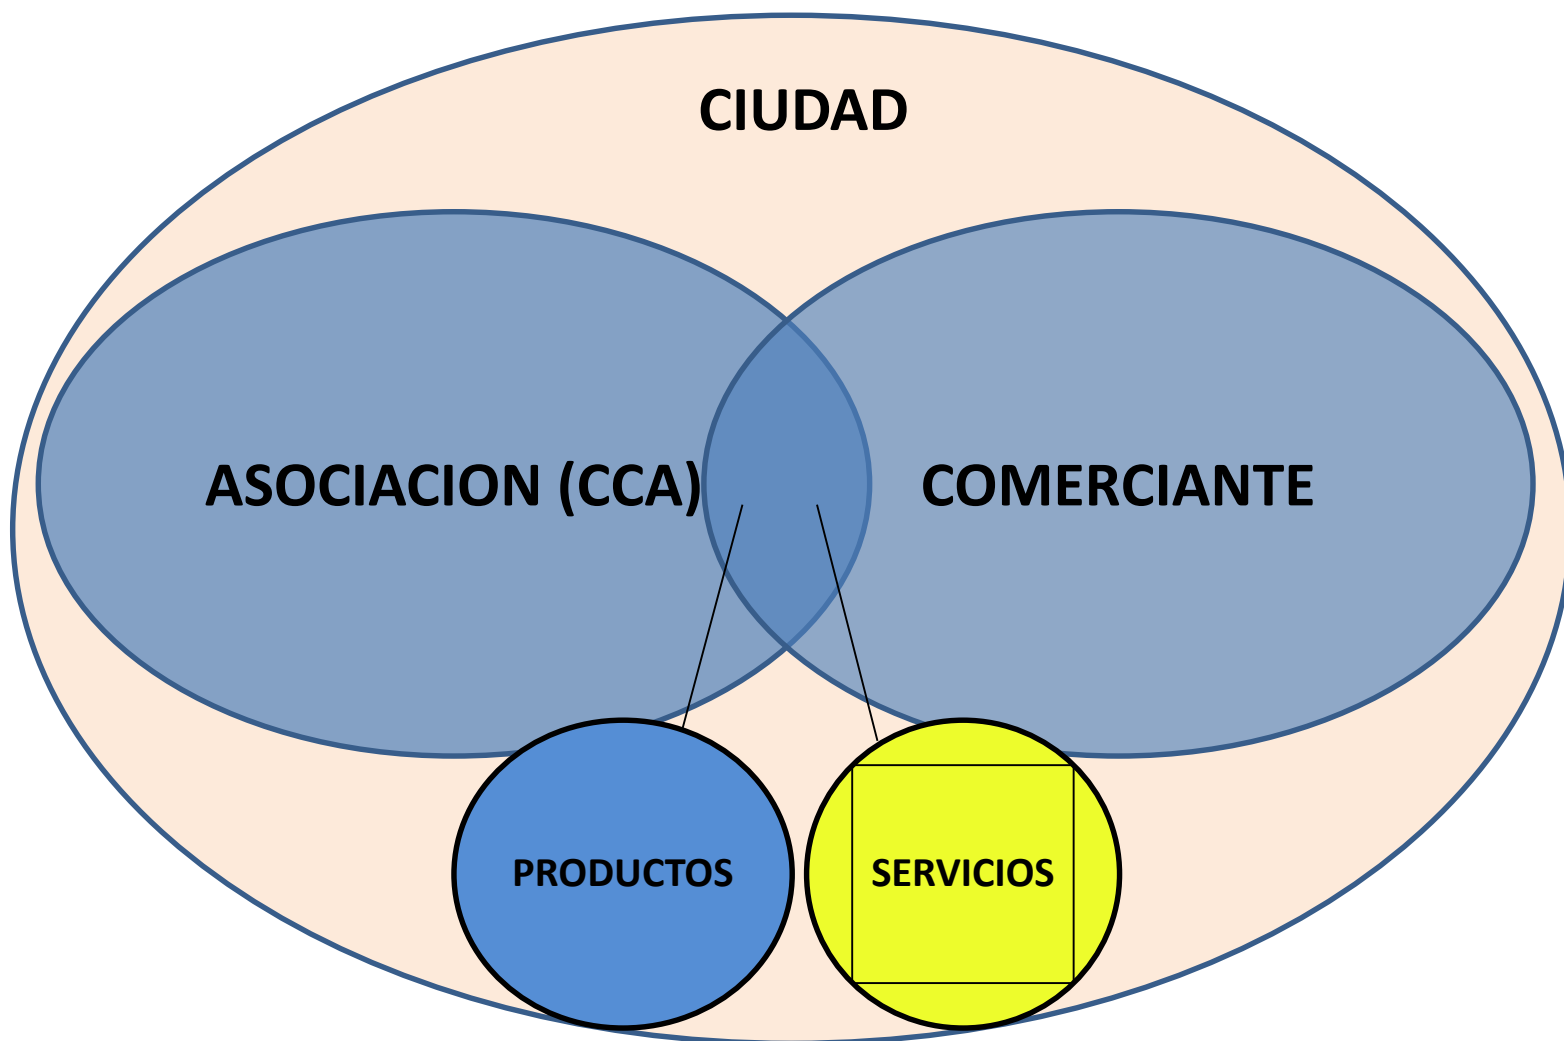 CIUDAD
ASOCIACION (CCA)
COMERCIANTE
PRODUCTOS
SERVICIOS